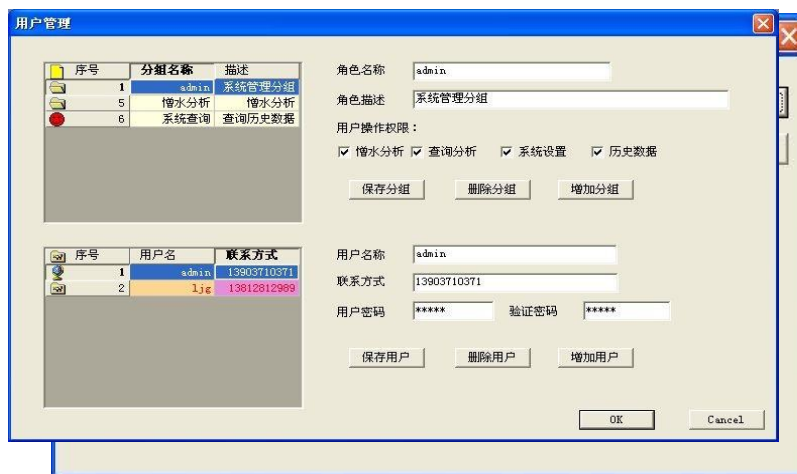 用户管理
序号 分组名称 描述
1 admin 系统管理分组
5 憎水分析 憎水分析
6 系统查询 查询历史数据
角色名称 admin
角色描述 系统管理分组
用户操作权限：
憎水分析 查询分析 系统设置 历史数据
保存分组 删除分组 增加分组
序号 用户名 联系方式
1 admin 13903710371
2 ljg 13812812989
用户名称 admin
联系方式 13903710371
用户密码 ***** 验证密码 *****
保存用户 删除用户 增加用户
OK Cancel